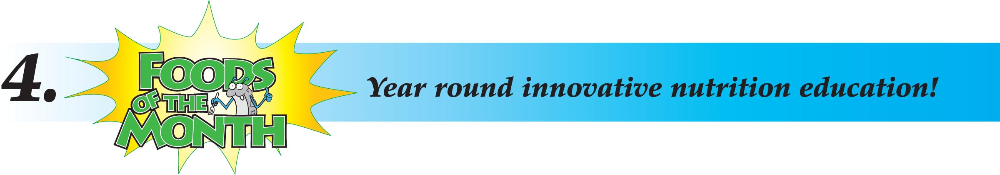 4.
FOODS
OF THE
MONTH
Year round innovative nutrition education!